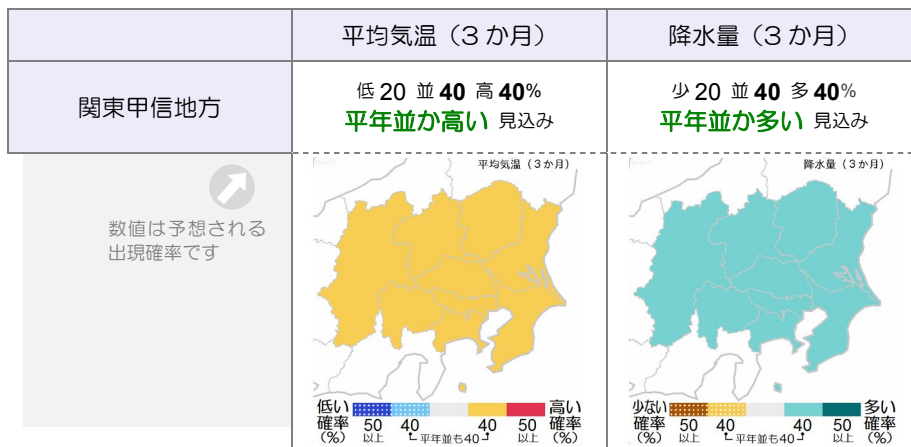 平均気温（３か月）
降水量（３か月）
関東甲信地方
低 20 並 40 高 40%
平年並か高い 見込み
少 20 並 40 多 40%
平年並か多い 見込み
数値は予想される
出現確率です
平均気温（３か月）
低い
確率
(%)
50
以上
40
平年並も40
40
50
以上
高い
確率
(%)
降水量（３か月）
少ない
確率
(%)
50
以上
40
平年並も40
40
50
以上
多い
確率
(%)